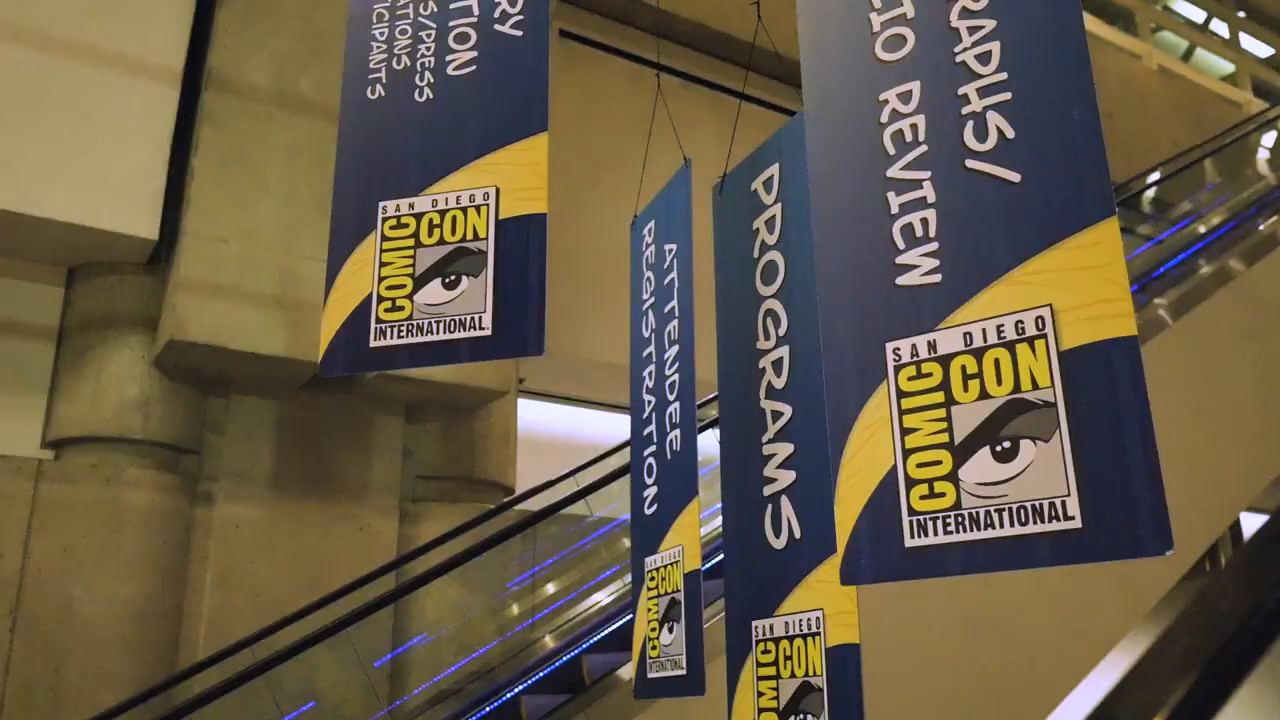 RY
TION
S/PRESS
ATIONS
ICIPANTS
SAN DIEGO
COMIC CON
INTERNATIONAL.
ATTENDEE
REGISTRATION
SAN DIEGO
COMIC CON
INTERNATIONAL
PROGRAMS
SAN DIEGO
COMIC CON
RAPHS/
IO REVIEW
SAN DIEGO
COMIC CON
INTERNATIONAL